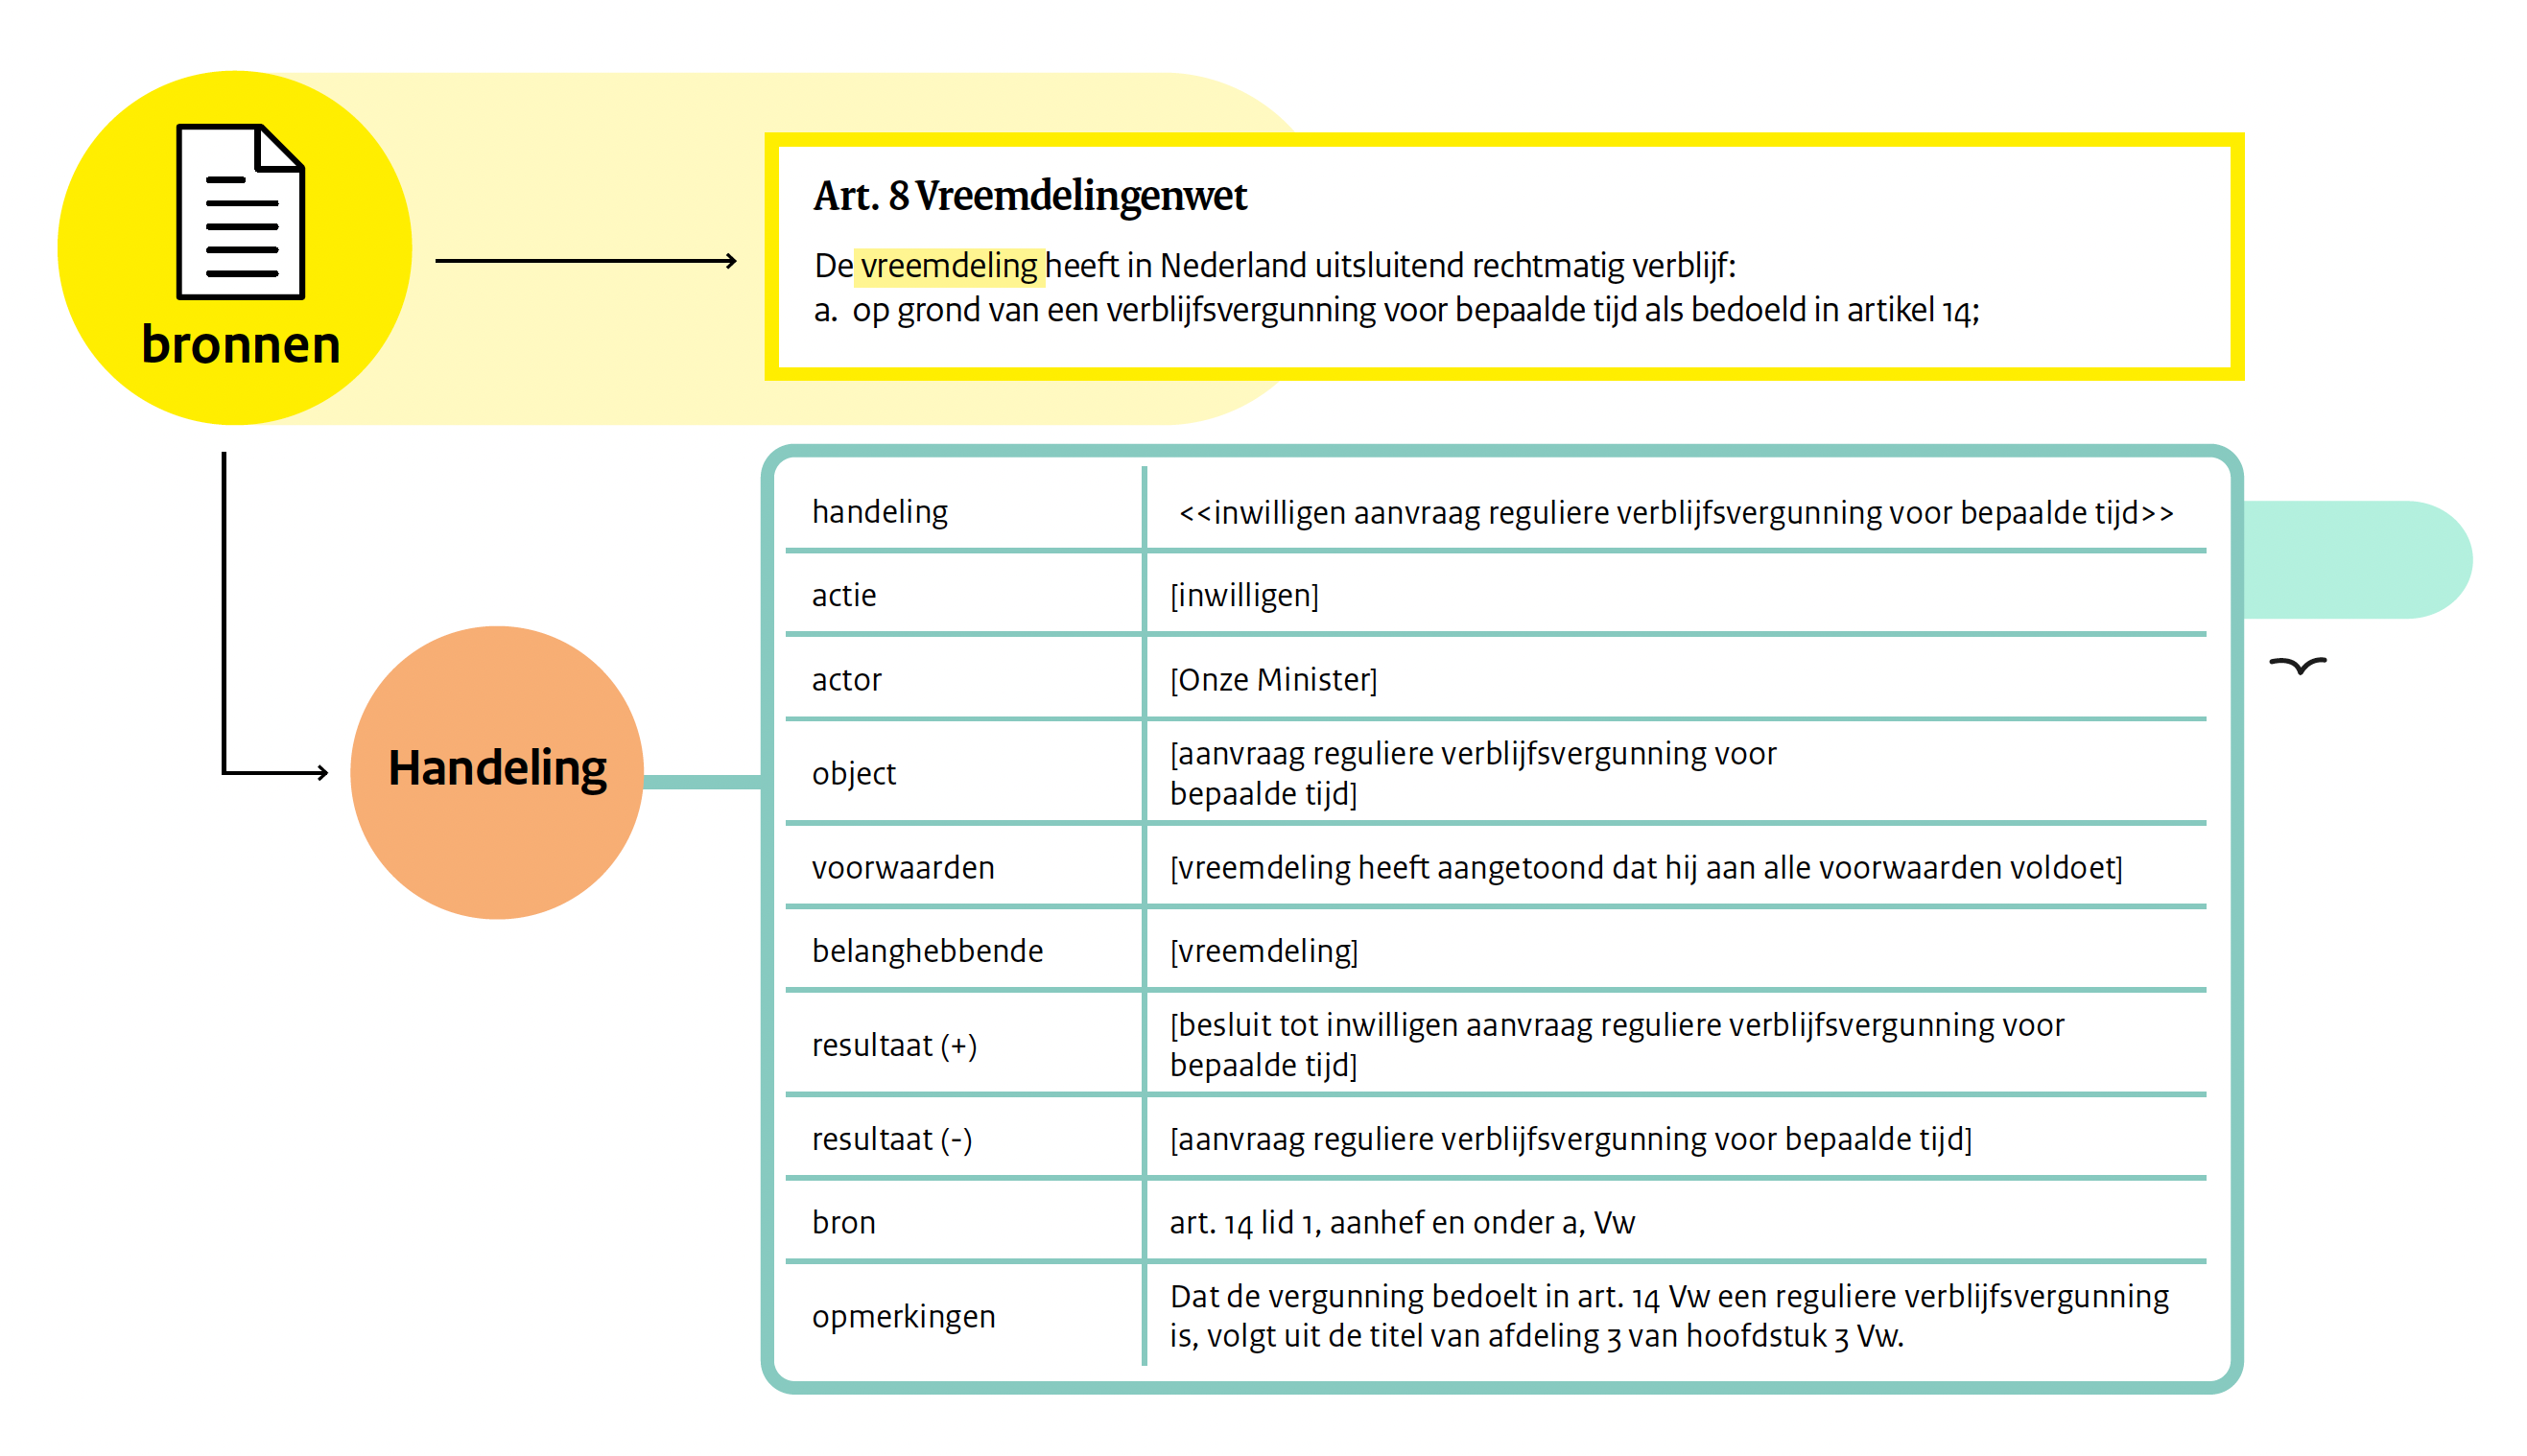 bronnen
Art. 8 Vreemdelingenwet
De vreemdeling heeft in Nederland uitsluitend rechtmatig verblijf:
a. op grond van een verblijfsvergunning voor bepaalde tijd als bedoeld in artikel 14;
Handeling
handeling <<inwilligen aanvraag reguliere verblijfsvergunning voor bepaalde tijd>>
actie [inwilligen]
actor [Onze Minister]
object [aanvraag reguliere verblijfsvergunning voor
bepaalde tijd]
voorwaarden [vreemdeling heeft aangetoond dat hij aan alle voorwaarden voldoet]
belanghebbende [vreemdeling]
resultaat (+) [besluit tot inwilligen aanvraag reguliere verblijfsvergunning voor
bepaalde tijd]
resultaat (-) [aanvraag reguliere verblijfsvergunning voor bepaalde tijd]
bron art. 14 lid 1, aanhef en onder a, Vw
opmerkingen Dat de vergunning bedoelt in art. 14 Vw een reguliere verblijfsvergunning
is, volgt uit de titel van afdeling 3 van hoofdstuk 3 Vw.